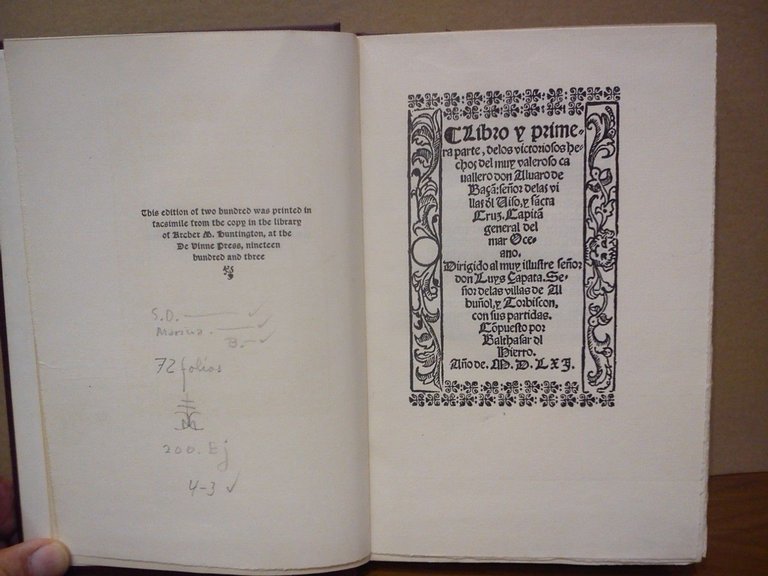 This edition of two hundred was printed in
facsimile from the copy in the library
of Archer M. Huntington, at the
De Vinne Press, nineteen
hundred and three
S.D.
Marina.
B.
72 folios
200. Ej
4-3 ✓
Libro y prime-
ra parte, delos victoriosos he-
chos del muy valeroso ca
uallero don Aluaro de
Baçã: señor delas vi
llas dl Uiso, y sancta
Cruz. Capitã
general del
mar Oce-
ano.
Dirigido al muy illustre señor
don Luys Çapata. Se-
ñor delas villas de Al
buñol, y Torbiscon,
con sus partidas.
Cõpuesto por
Balthasar dl
Hierro.
Año de. M. D. LXI.